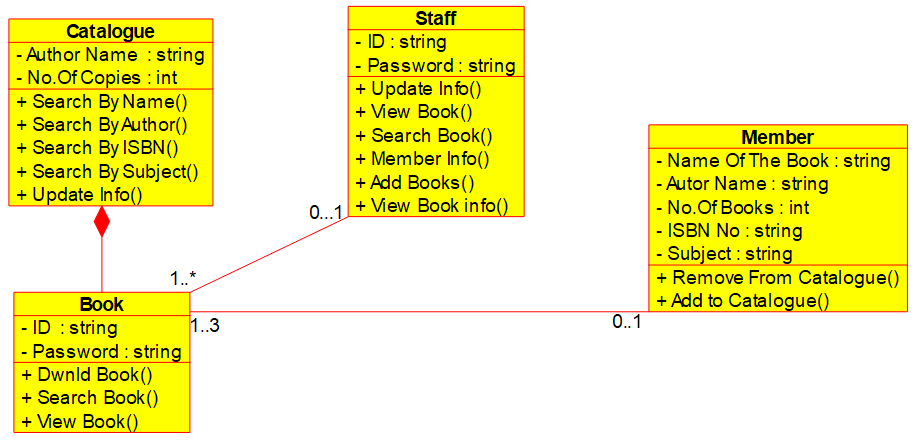 Catalogue
- Author Name : string
- No.Of Copies : int
+ Search By Name()
+ Search By Author()
+ Search By ISBN()
+ Search By Subject()
+ Update Info()
Staff
- ID : string
- Password : string
+ Update Info()
+ View Book()
+ Search Book()
+ Member Info()
+ Add Books()
+ View Book info()
Member
- Name Of The Book : string
- Autor Name : string
- No.Of Books : int
- ISBN No : string
- Subject : string
+ Remove From Catalogue()
+ Add to Catalogue()
0...1
1..*
Book
- ID : string
- Password : string
+ Dwnld Book()
+ Search Book()
+ View Book()
1..3
0..1